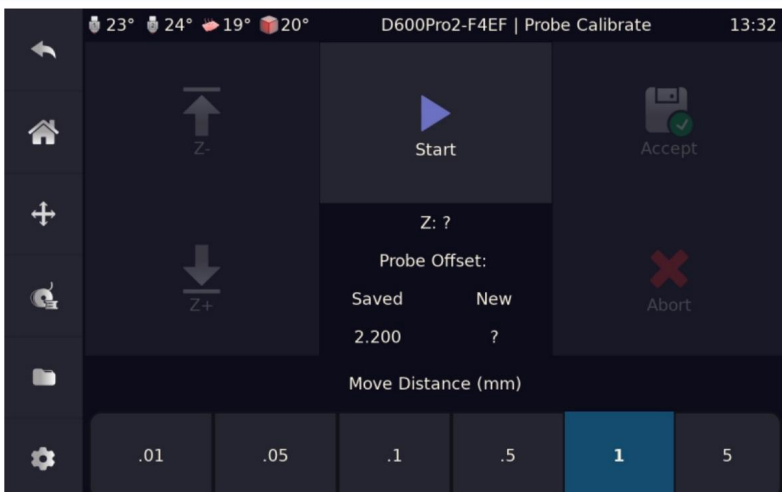 23° 24° 19° 20° D600Pro2-F4EF | Probe Calibrate 13:32
Z-
Start
Accept
Z: ?
Probe Offset:
Z+
Saved New
Abort
2.200 ?
Move Distance (mm)
.01 .05 .1 .5 1 5